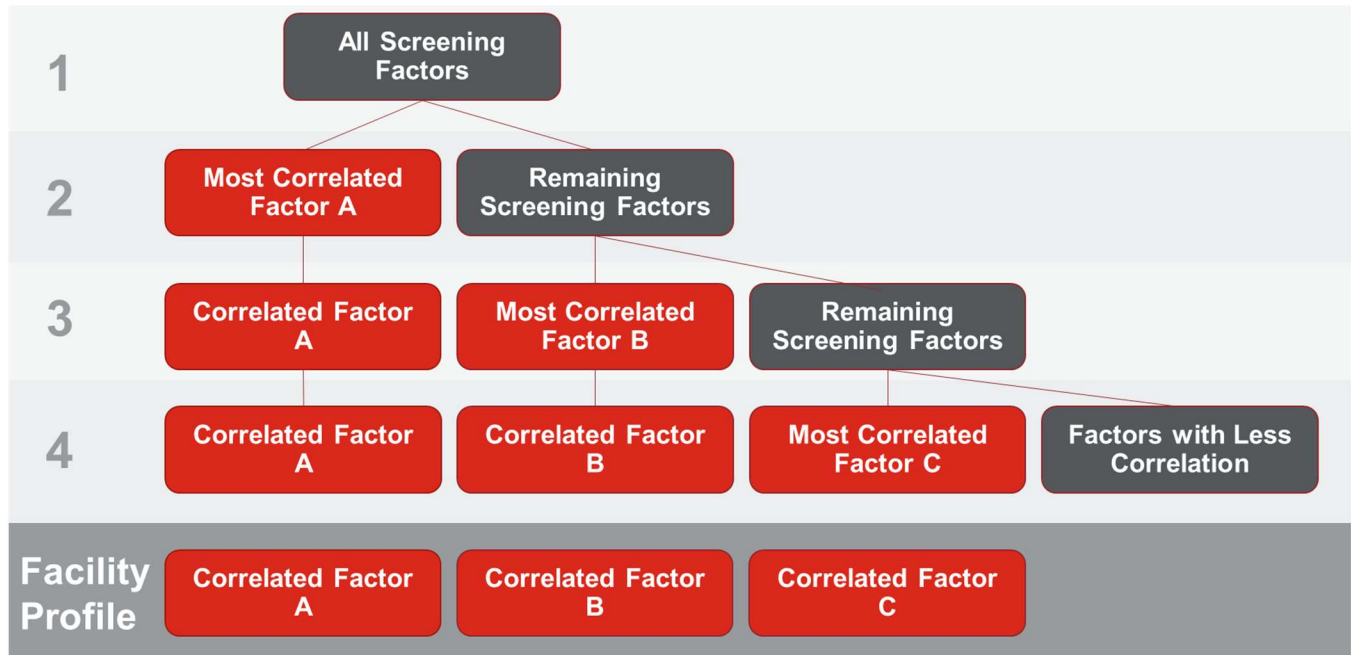 1
All Screening
Factors
2
Most Correlated
Factor A
Remaining
Screening Factors
3
Correlated Factor
A
Most Correlated
Factor B
Remaining
Screening Factors
4
Correlated Factor
A
Correlated Factor
B
Most Correlated
Factor C
Factors with Less
Correlation
Facility
Profile
Correlated Factor
A
Correlated Factor
B
Correlated Factor
C